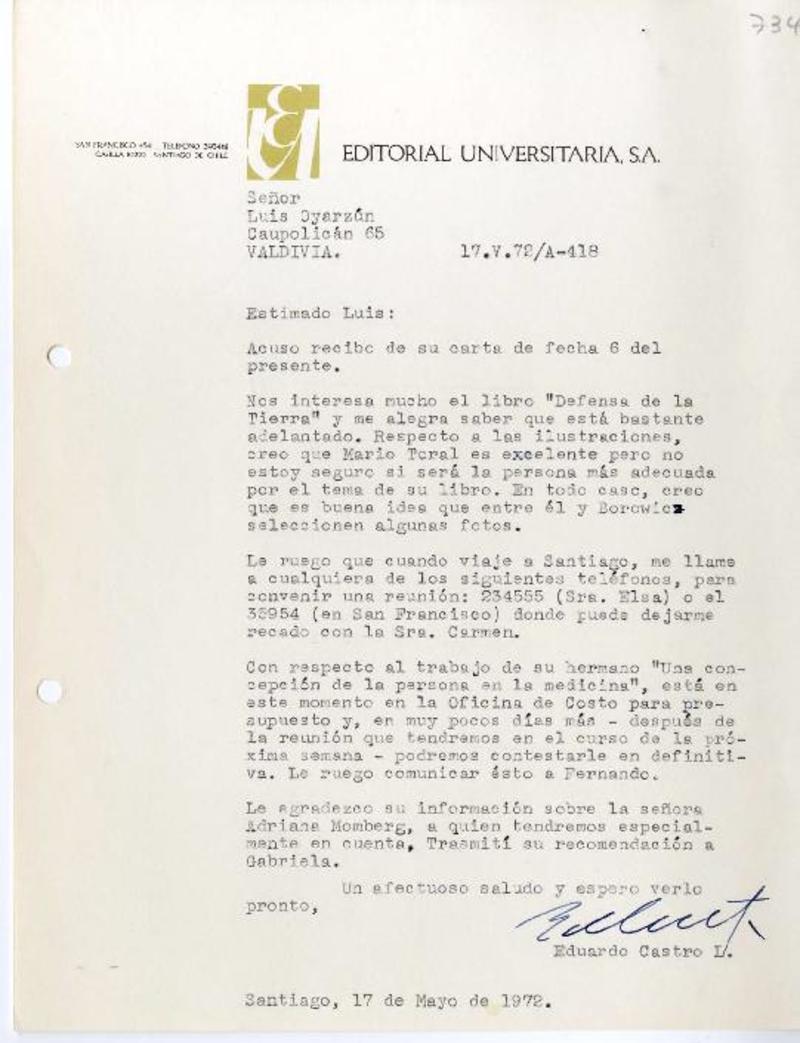 734
SAN FRANCISCO 454 TELEFONO
CASILLA 10220 SANTIAGO DE CHILE
EDITORIAL UNIVERSITARIA, S.A.
Señor
Luis Oyarzún
Caupolicán 65
VALDIVIA. 17.V.72/A-418
Estimado Luis:
Acuso recibo de su carta de fecha 6 del
presente.
Nos interesa mucho el libro "Defensa de la
Tierra" y me alegra saber que está bastante
adelantado. Respecto a las ilustraciones,
creo que Mario Toral es excelente pero no
estoy seguro si será la persona más adecuada
por el tema de su libro. En todo caso, creo
que es buena idea que entre él y Borowicz
seleccionen algunas fotos.
Le ruego que cuando viaje a Santiago, me llame
a cualquiera de los siguientes teléfonos, para
convenir una reunión: 234555 (Sra. Elsa) o el
(en San Francisco) donde puede dejarme
recado con la Sra. Carmen.
Con respecto al trabajo de su hermano "Una con-
cepción de la persona en la medicina", está en
este momento en la Oficina de Costo para pre-
supuesto y, en muy pocos días más - después de
la reunión que tendremos en el curso de la pró-
xima semana - podremos contestarle en definiti-
va. Le ruego comunicar ésto a Fernando.
Le agradezco su información sobre la señora
Adriana Momberg, a quien tendremos especial-
mente en cuenta, Trasmití su recomendación a
Gabriela.
Un afectuoso saludo y espero verlo
pronto,
Eduardo Castro L.
Santiago, 17 de Mayo de 1972.